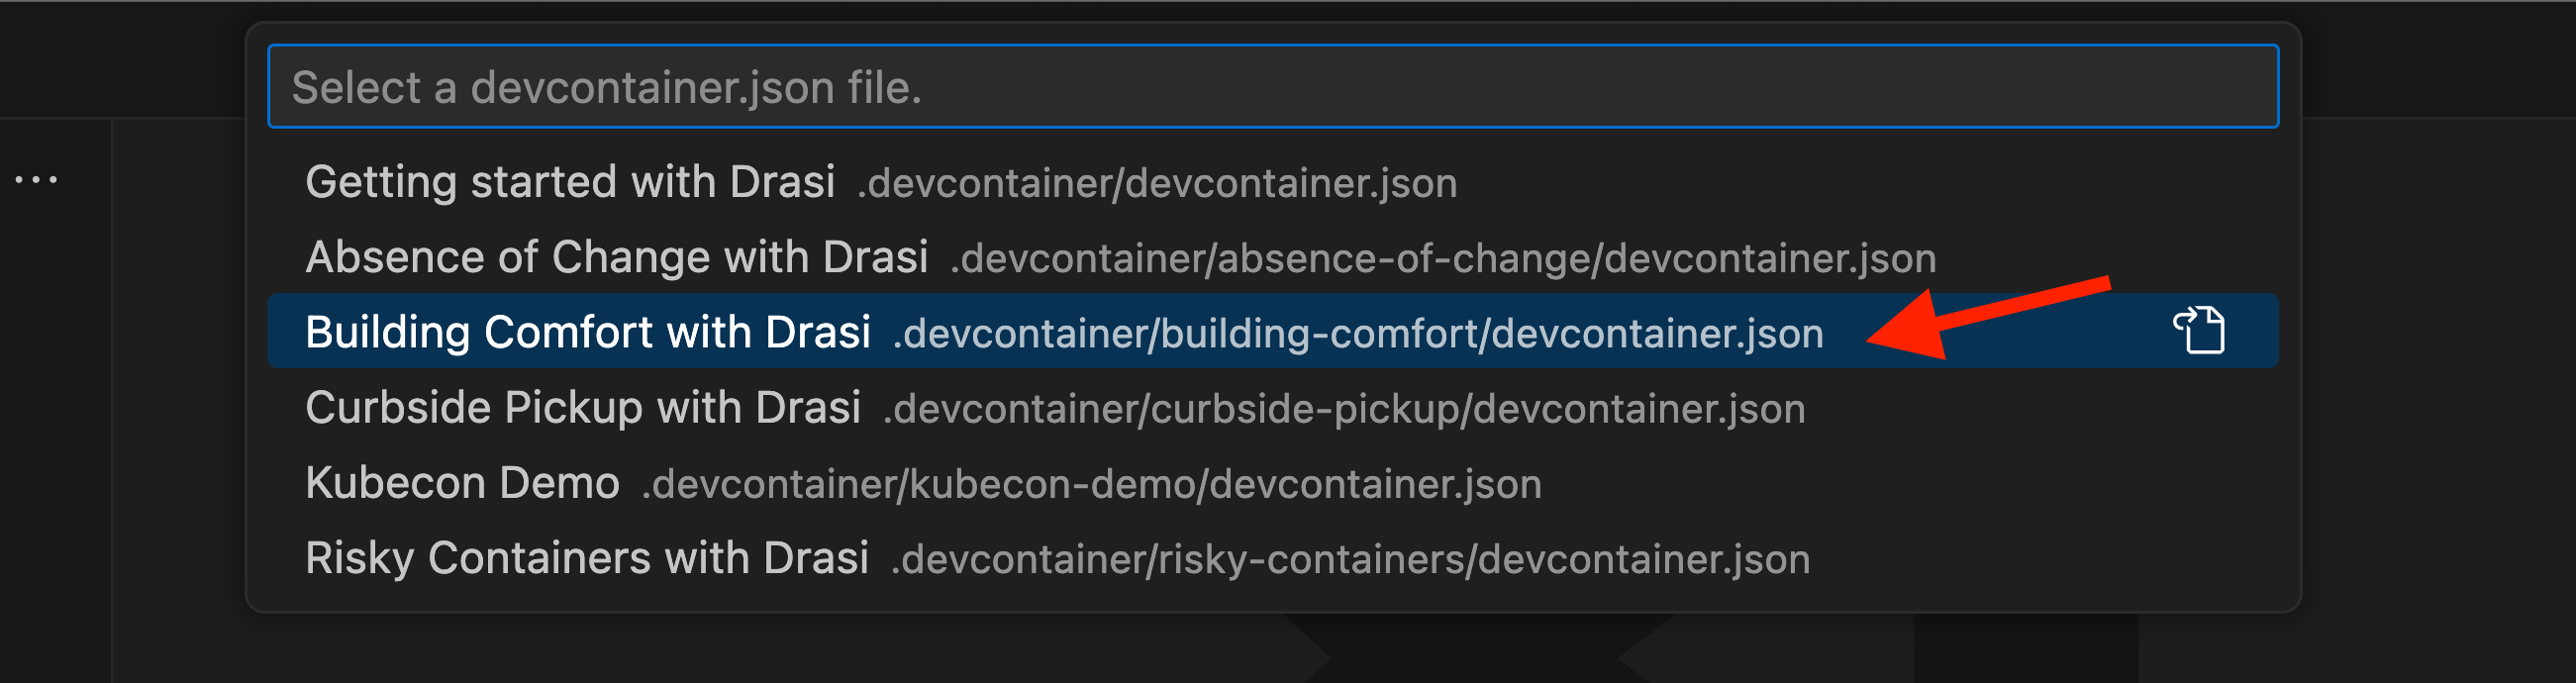 Select a devcontainer.json file.
Getting started with Drasi .devcontainer/devcontainer.json
Absence of Change with Drasi .devcontainer/absence-of-change/devcontainer.json
Building Comfort with Drasi .devcontainer/building-comfort/devcontainer.json
Curbside Pickup with Drasi .devcontainer/curbside-pickup/devcontainer.json
Kubecon Demo .devcontainer/kubecon-demo/devcontainer.json
Risky Containers with Drasi .devcontainer/risky-containers/devcontainer.json